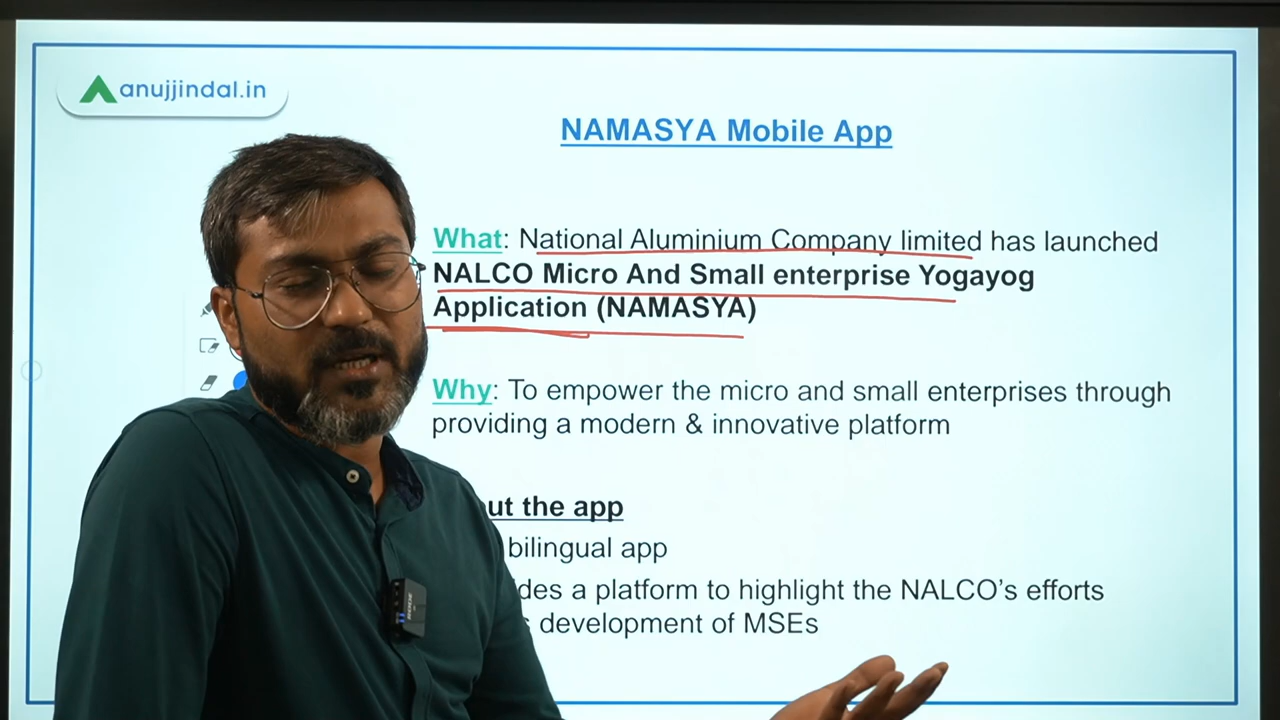 anujjindal.in
NAMASYA Mobile App
What: National Aluminium Company limited has launched
NALCO Micro And Small enterprise Yogayog
Application (NAMASYA)
Why: To empower the micro and small enterprises through
providing a modern & innovative platform
ut the app
bilingual app
des a platform to highlight the NALCO's efforts
development of MSEs
RODE